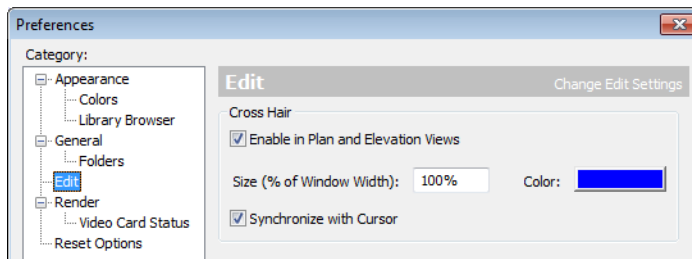 Preferences
Category:
Appearance
Colors
Library Browser
General
Folders
Edit
Render
Video Card Status
Reset Options
Edit
Change Edit Settings
Cross Hair
Enable in Plan and Elevation Views
Size (% of Window Width): 100% Color:
Synchronize with Cursor